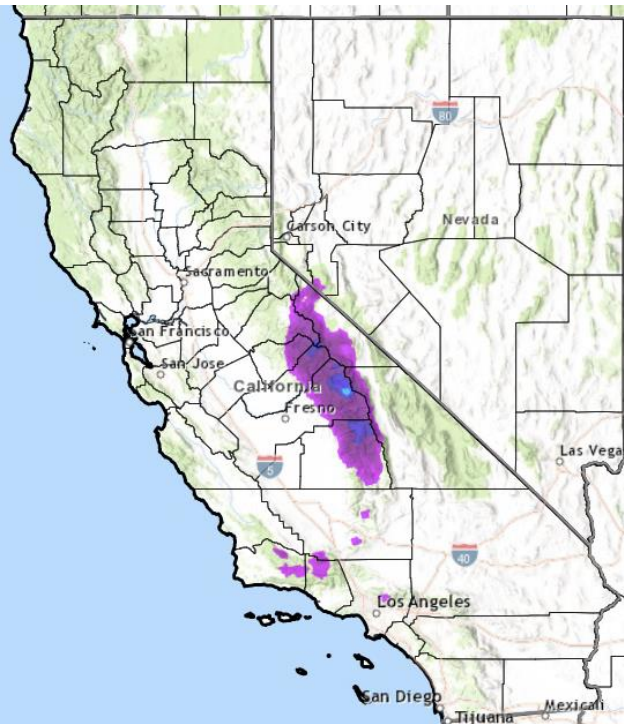 80
Nevada
Carson City
Sacramento
San Francisco
San Jose
California
Fresno
5
Las Vega
40
Los Angeles
San Diego
Tijuana
Mexicali